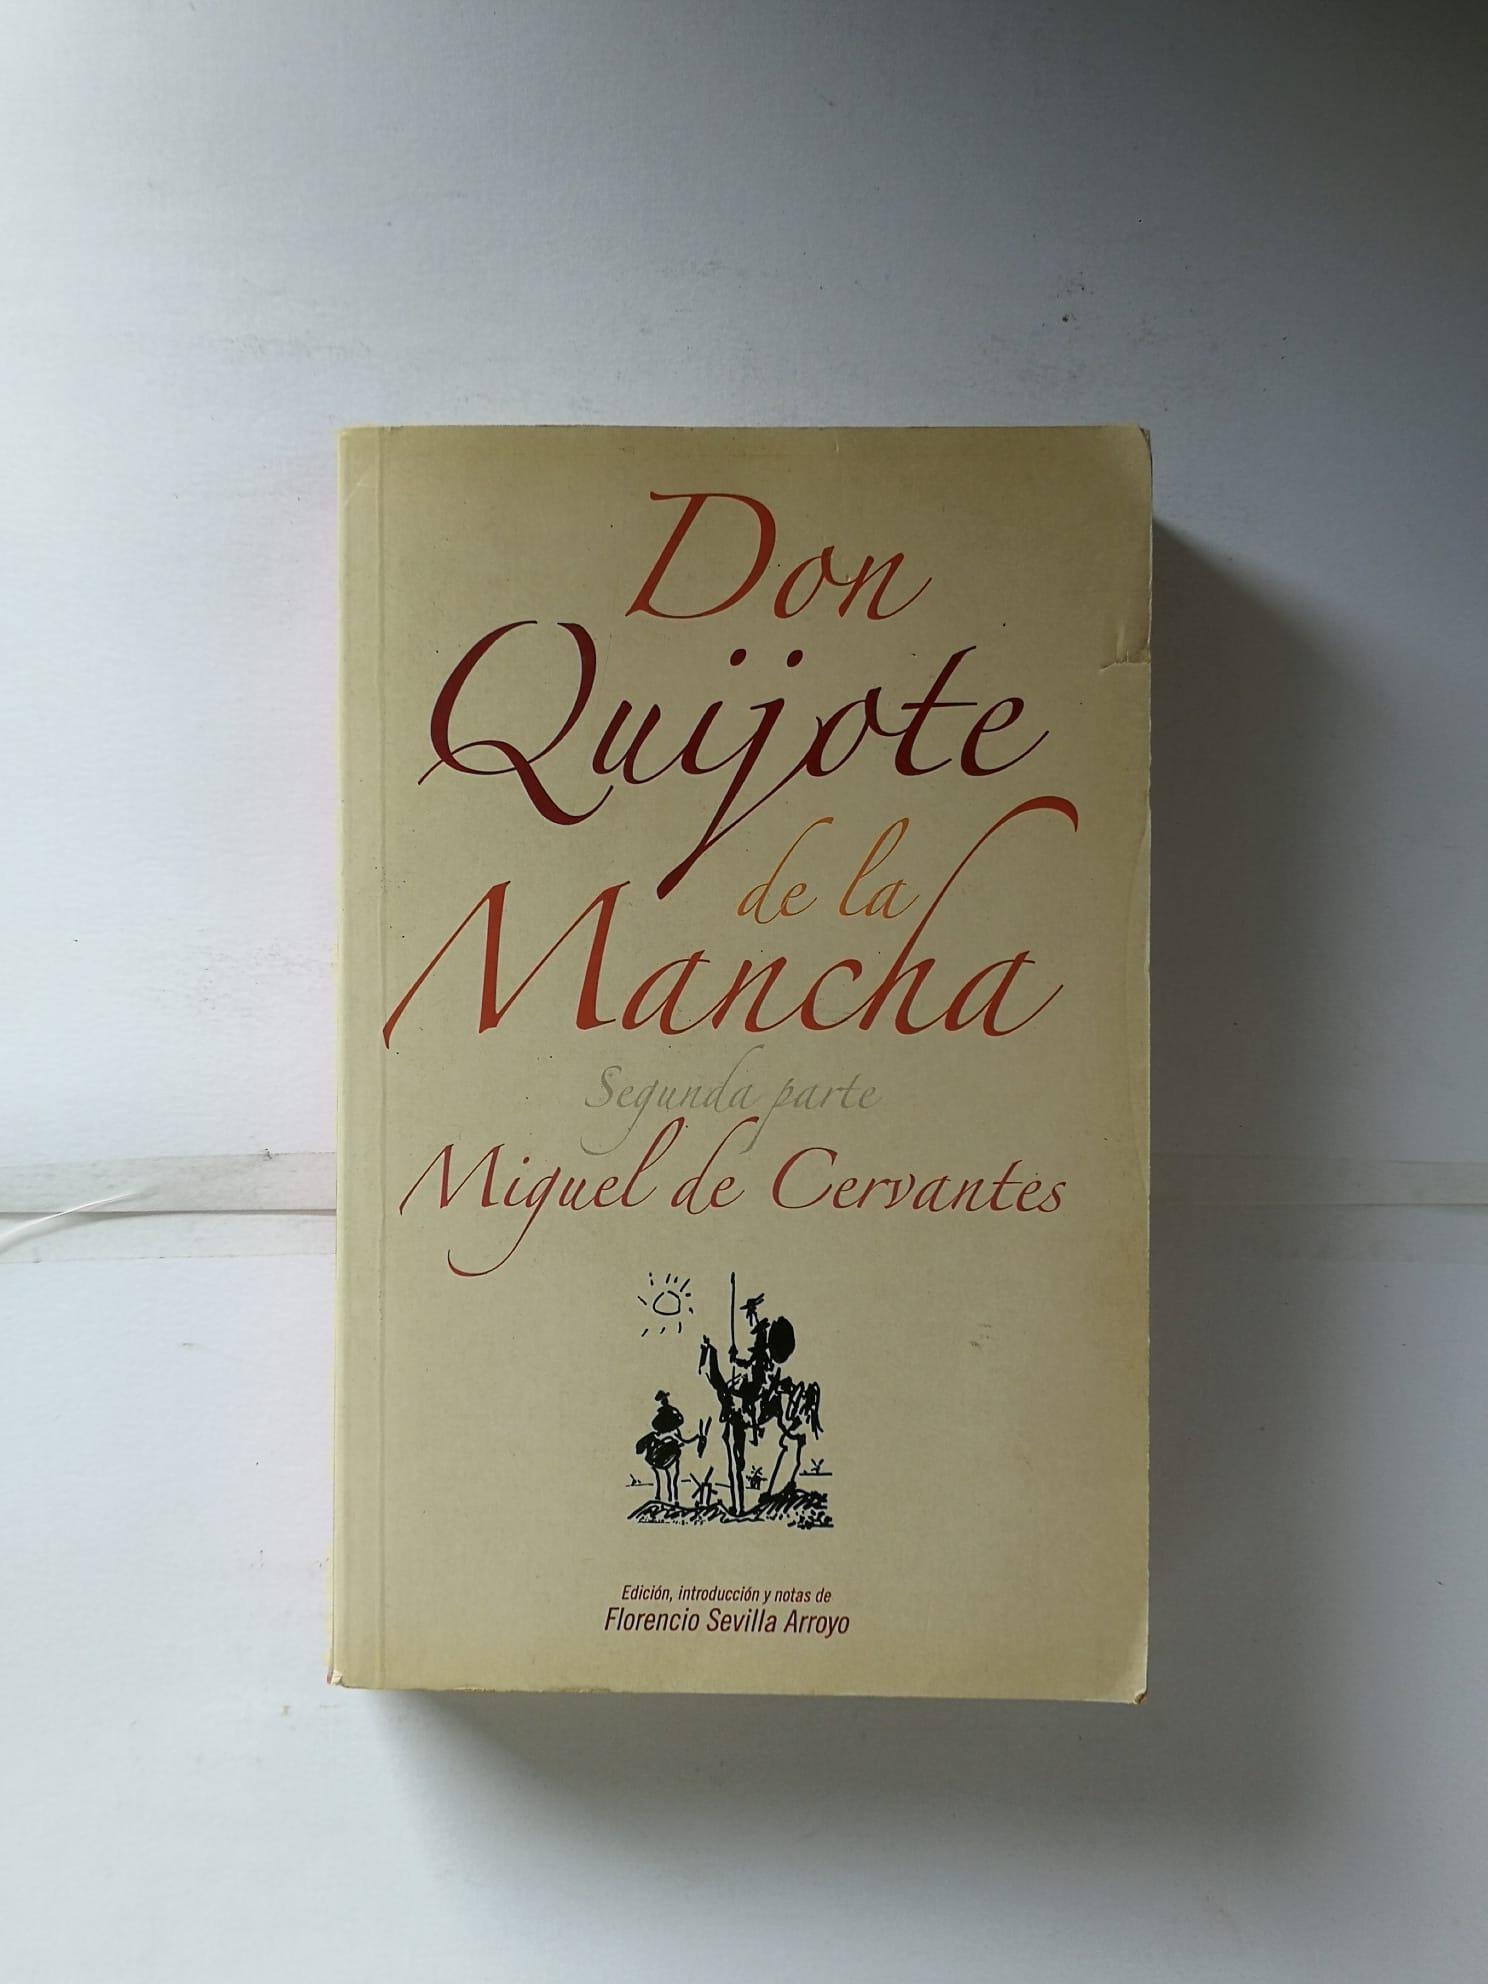 Don
Quijote
de la
Mancha
Segunda parte
Miguel de Cervantes
Edición, introducción y notas de
Florencio Sevilla Arroyo